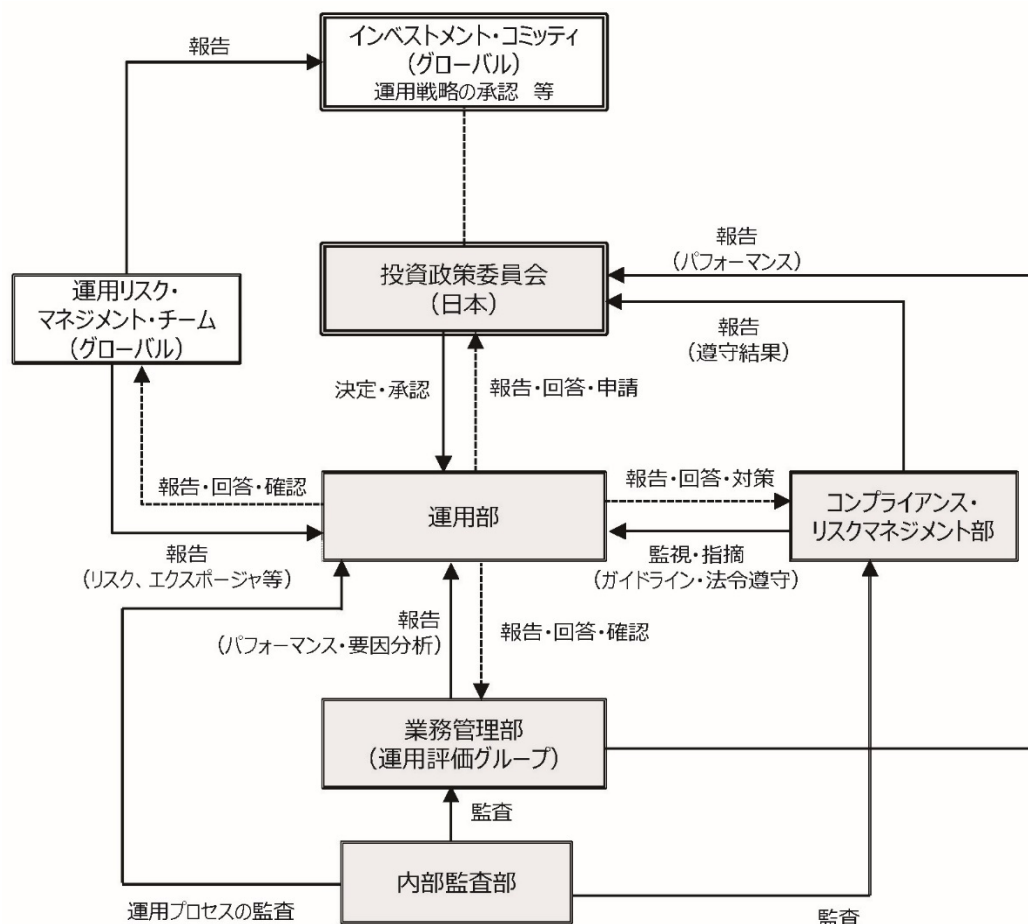 報告
インベストメント・コミッティ
(グローバル)
運用戦略の承認 等
運用リスク・
マネジメント・チーム
(グローバル)
投資政策委員会
(日本)
報告
(パフォーマンス)
報告
(遵守結果)
決定・承認
報告・回答・申請
報告・回答・確認
運用部
報告・回答・対策
コンプライアンス・
リスクマネジメント部
報告
(リスク、エクスポージャ等)
監視・指摘
(ガイドライン・法令遵守)
報告
(パフォーマンス・要因分析)
報告・回答・確認
業務管理部
(運用評価グループ)
監査
内部監査部
運用プロセスの監査
監査